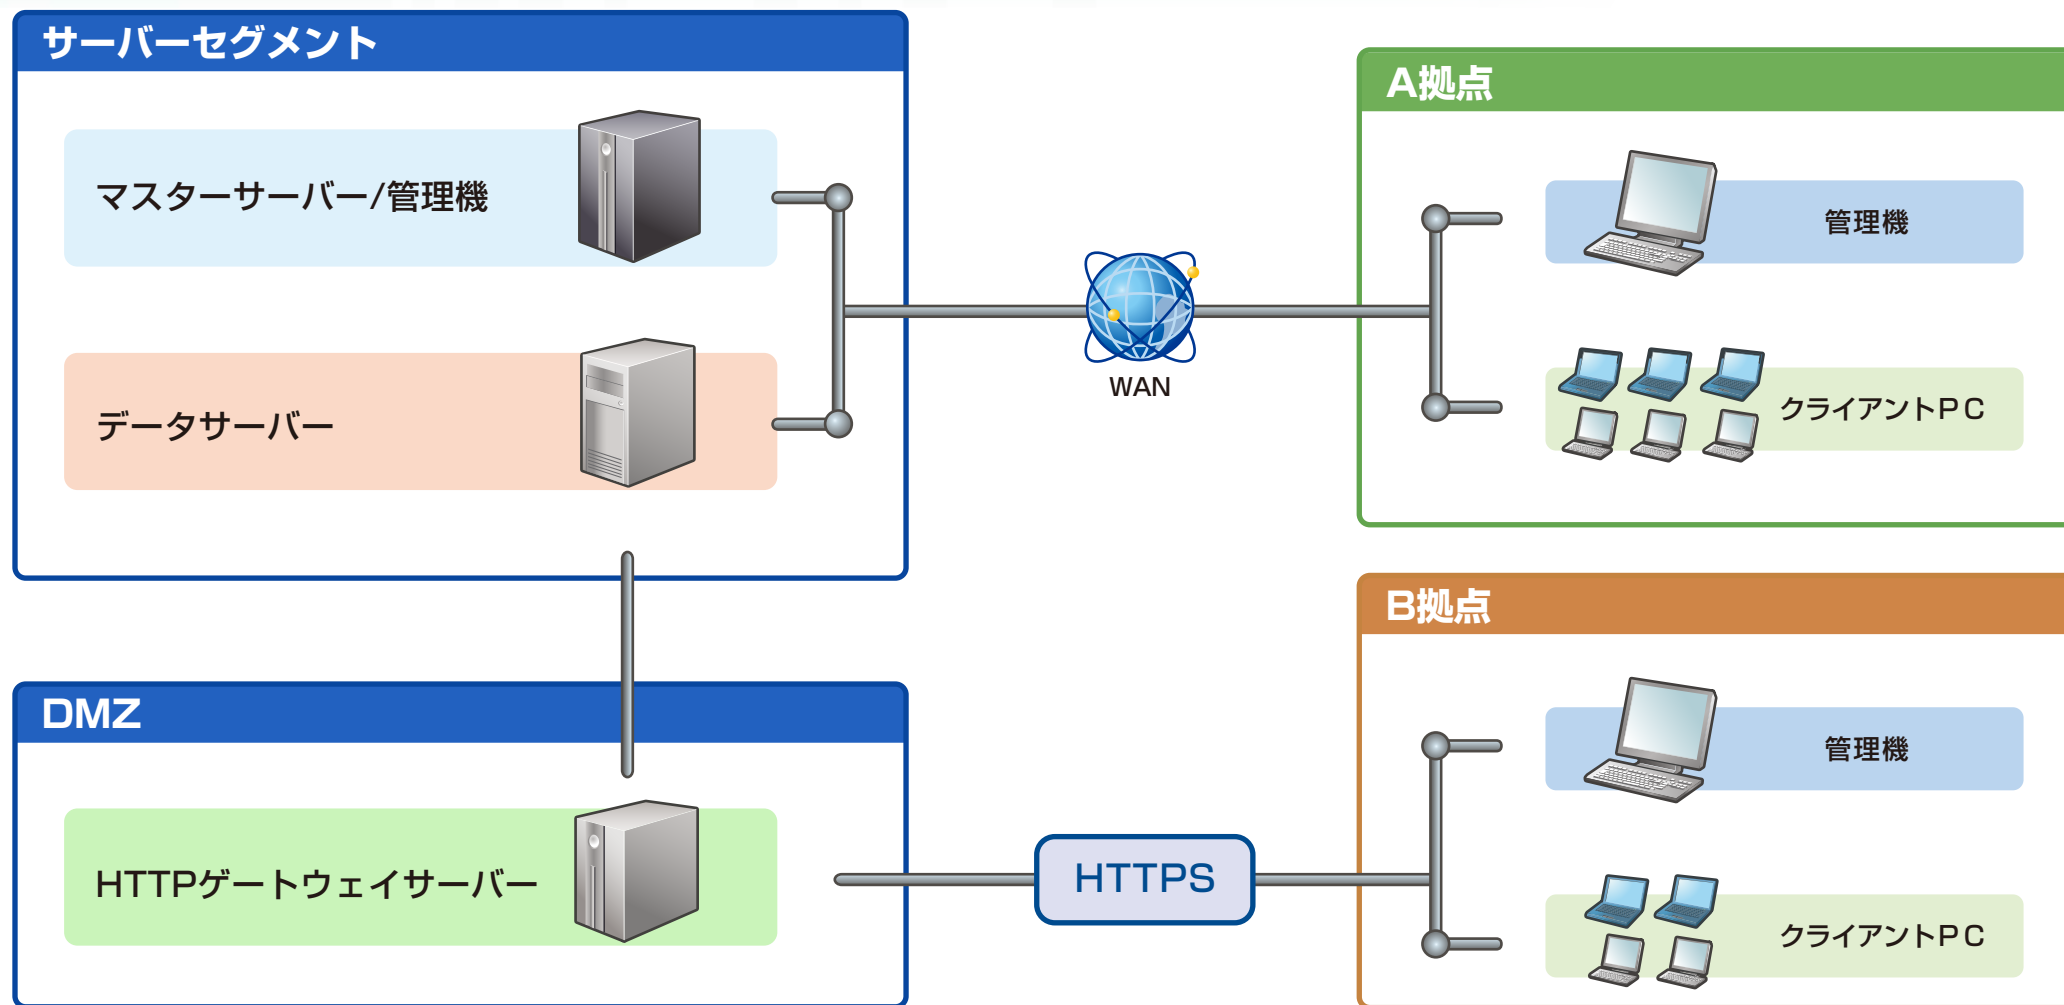 サーバーセグメント
マスターサーバー/管理機
データサーバー
WAN
A拠点
管理機
クライアントPC
DMZ
HTTPゲートウェイサーバー
HTTPS
B拠点
管理機
クライアントPC